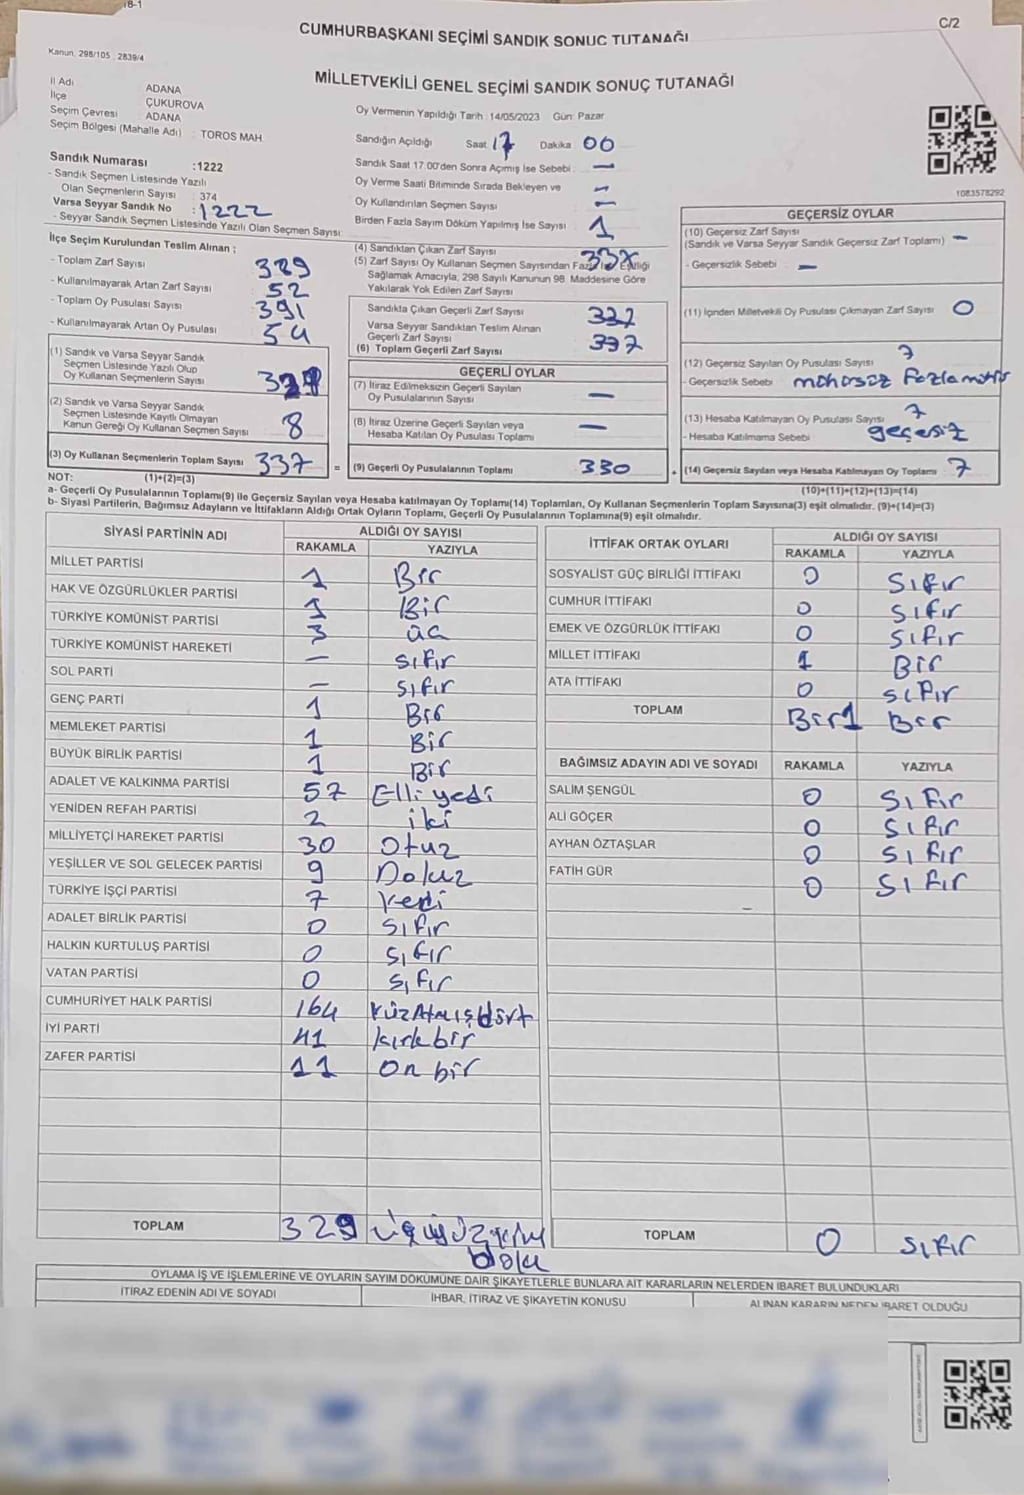 18-1
C/2
CUMHURBAŞKANI SEÇİMİ SANDIK SONUÇ TUTANAĞI
Kanun, 298/105 , 2839/4
MİLLETVEKİLİ GENEL SEÇİMİ SANDIK SONUÇ TUTANAĞI
İl Adı ADANA
İlçe ÇUKUROVA
Seçim Çevresi ADANA
Seçim Bölgesi (Mahalle Adı) : TOROS MAH.
Oy Vermenin Yapıldığı Tarih : 14/05/2023 Gün: Pazar
Sandığın Açıldığı Saat 17 Dakika 00
Sandık Saat 17.00'den Sonra Açımış İse Sebebi : —
Oy Verme Saati Bitiminde Sırada Bekleyen ve —
Oy Kullandırılan Seçmen Sayısı —
Birden Fazla Sayım Döküm Yapılmış İse Sayısı 1
Sandık Numarası :1222
- Sandık Seçmen Listesinde Yazılı
Olan Seçmenlerin Sayısı : 374
Varsa Seyyar Sandık No : 1222
- Seyyar Sandık Seçmen Listesinde Yazılı Olan Seçmen Sayısı:
İlçe Seçim Kurulundan Teslim Alınan ;
- Toplam Zarf Sayısı 389
- Kullanılmayarak Artan Zarf Sayısı 52
- Toplam Oy Pusulası Sayısı 391
- Kullanılmayarak Artan Oy Pusulası 54
(1) Sandık ve Varsa Seyyar Sandık
Seçmen Listesinde Yazılı Olup
Oy Kullanan Seçmenlerin Sayısı
(2) Sandık ve Varsa Seyyar Sandık
Seçmen Listesinde Kayıtlı Olmayan
Kanun Gereği Oy Kullanan Seçmen Sayısı 8
(3) Oy Kullanan Seçmenlerin Toplam Sayısı 337
(4) Sandıktan Çıkan Zarf Sayısı 337
(5) Zarf Sayısı Oy Kullanan Seçmen Sayısından Fazla İse, Eşitliği
Sağlamak Amacıyla, 298 Sayılı Kanunun 98. Maddesine Göre
Yakılarak Yok Edilen Zarf Sayısı
Sandıkta Çıkan Geçerli Zarf Sayısı 337
Varsa Seyyar Sandıktan Teslim Alınan
Geçerli Zarf Sayısı
(6) Toplam Geçerli Zarf Sayısı 337
GEÇERLİ OYLAR
(7) İtiraz Edilmeksizin Geçerli Sayılan
Oy Pusulalarının Sayısı —
(8) İtiraz Üzerine Geçerli Sayılan veya
Hesaba Katılan Oy Pusulası Toplamı —
= (9) Geçerli Oy Pusulalarının Toplamı 330
1083578292
GEÇERSİZ OYLAR
(10) Geçersiz Zarf Sayısı
(Sandık ve Varsa Seyyar Sandık Geçersiz Zarf Toplamı) —
- Geçersizlik Sebebi : —
(11) İçinden Milletvekili Oy Pusulası Çıkmayan Zarf Sayısı 0
(12) Geçersiz Sayılan Oy Pusulası Sayısı : 7
- Geçersizlik Sebebi
(13) Hesaba Katılmayan Oy Pusulası Sayısı 7
- Hesaba Katılmama Sebebi geçesiz
+ (14) Geçersiz Sayılan veya Hesaba Katılmayan Oy Toplamı 7
NOT: (1)+(2)=(3)
(10)+(11)+(12)+(13)=(14)
a- Geçerli Oy Pusulalarının Toplamı(9) ile Geçersiz Sayılan veya Hesaba katılmayan Oy Toplamı(14) Toplamları, Oy Kullanan Seçmenlerin Toplam Sayısına(3) eşit olmalıdır. (9)+(14)=(3)
b- Siyasi Partilerin, Bağımsız Adayların ve İttifakların Aldığı Ortak Oyların Toplamı, Geçerli Oy Pusulalarının Toplamına(9) eşit olmalıdır.
SİYASİ PARTİNİN ADI ALDIĞI OY SAYISI
RAKAMLA YAZIYLA
MİLLET PARTİSİ 1 Bir
HAK VE ÖZGÜRLÜKLER PARTİSİ 1 Bir
TÜRKİYE KOMÜNİST PARTİSİ 3 üç
TÜRKİYE KOMÜNİST HAREKETİ — sıfır
SOL PARTİ — sıfır
GENÇ PARTİ 1 Bir
MEMLEKET PARTİSİ 1 Bir
BÜYÜK BİRLİK PARTİSİ 1 Bir
ADALET VE KALKINMA PARTİSİ 57 Elli yedi
YENİDEN REFAH PARTİSİ 2 iki
MİLLİYETÇİ HAREKET PARTİSİ 30 Otuz
YEŞİLLER VE SOL GELECEK PARTİSİ 9 Dokuz
TÜRKİYE İŞÇİ PARTİSİ 7 Yedi
ADALET BİRLİK PARTİSİ 0 sıfır
HALKIN KURTULUŞ PARTİSİ 0 sıfır
VATAN PARTİSİ 0 sıfır
CUMHURİYET HALK PARTİSİ 164 YüzAtmışdört
İYİ PARTİ 41 kırkbir
ZAFER PARTİSİ 11 on bir
TOPLAM 329
İTTİFAK ORTAK OYLARI ALDIĞI OY SAYISI
RAKAMLA YAZIYLA
SOSYALİST GÜÇ BİRLİĞİ İTTİFAKI 0 Sıfır
CUMHUR İTTİFAKI 0 Sıfır
EMEK VE ÖZGÜRLÜK İTTİFAKI 0 Sıfır
MİLLET İTTİFAKI 1 Bir
ATA İTTİFAKI 0 Sıfır
TOPLAM Bir1 Bir
BAĞIMSIZ ADAYIN ADI VE SOYADI RAKAMLA YAZIYLA
SALİM ŞENGÜL 0 Sıfır
ALİ GÖÇER 0 Sıfır
AYHAN ÖZTAŞLAR 0 Sıfır
FATİH GÜR 0 Sıfır
TOPLAM 0 Sıfır
OYLAMA İŞ VE İŞLEMLERİNE VE OYLARIN SAYIM DÖKÜMÜNE DAİR ŞİKAYETLERLE BUNLARA AİT KARARLARIN NELERDEN İBARET BULUNDUKLARI
İTİRAZ EDENİN ADI VE SOYADI İHBAR, İTİRAZ VE ŞİKAYETİN KONUSU ALINAN KARARIN NEDEN İBARET OLDUĞU